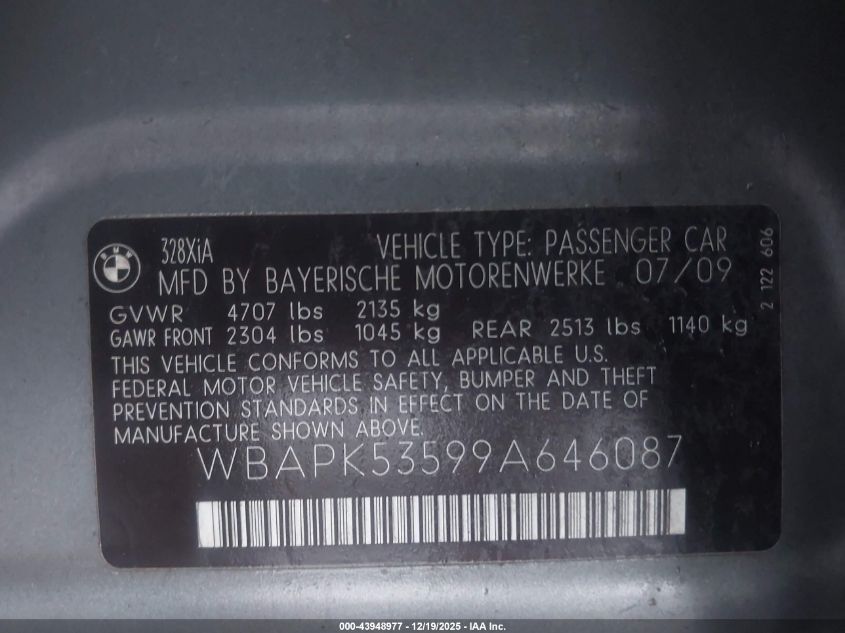 BMW
328XiA VEHICLE TYPE: PASSENGER CAR
MFD BY BAYERISCHE MOTORENWERKE 07/09
GVWR 4707 lbs 2135 kg
GAWR FRONT 2304 lbs 1045 kg REAR 2513 lbs 1140 kg
THIS VEHICLE CONFORMS TO ALL APPLICABLE U.S.
FEDERAL MOTOR VEHICLE SAFETY, BUMPER AND THEFT
PREVENTION STANDARDS IN EFFECT ON THE DATE OF
MANUFACTURE SHOWN ABOVE.
WBAPK53599A646087
2 122 606
000-43948977 - 12/19/2025 - IAA Inc.